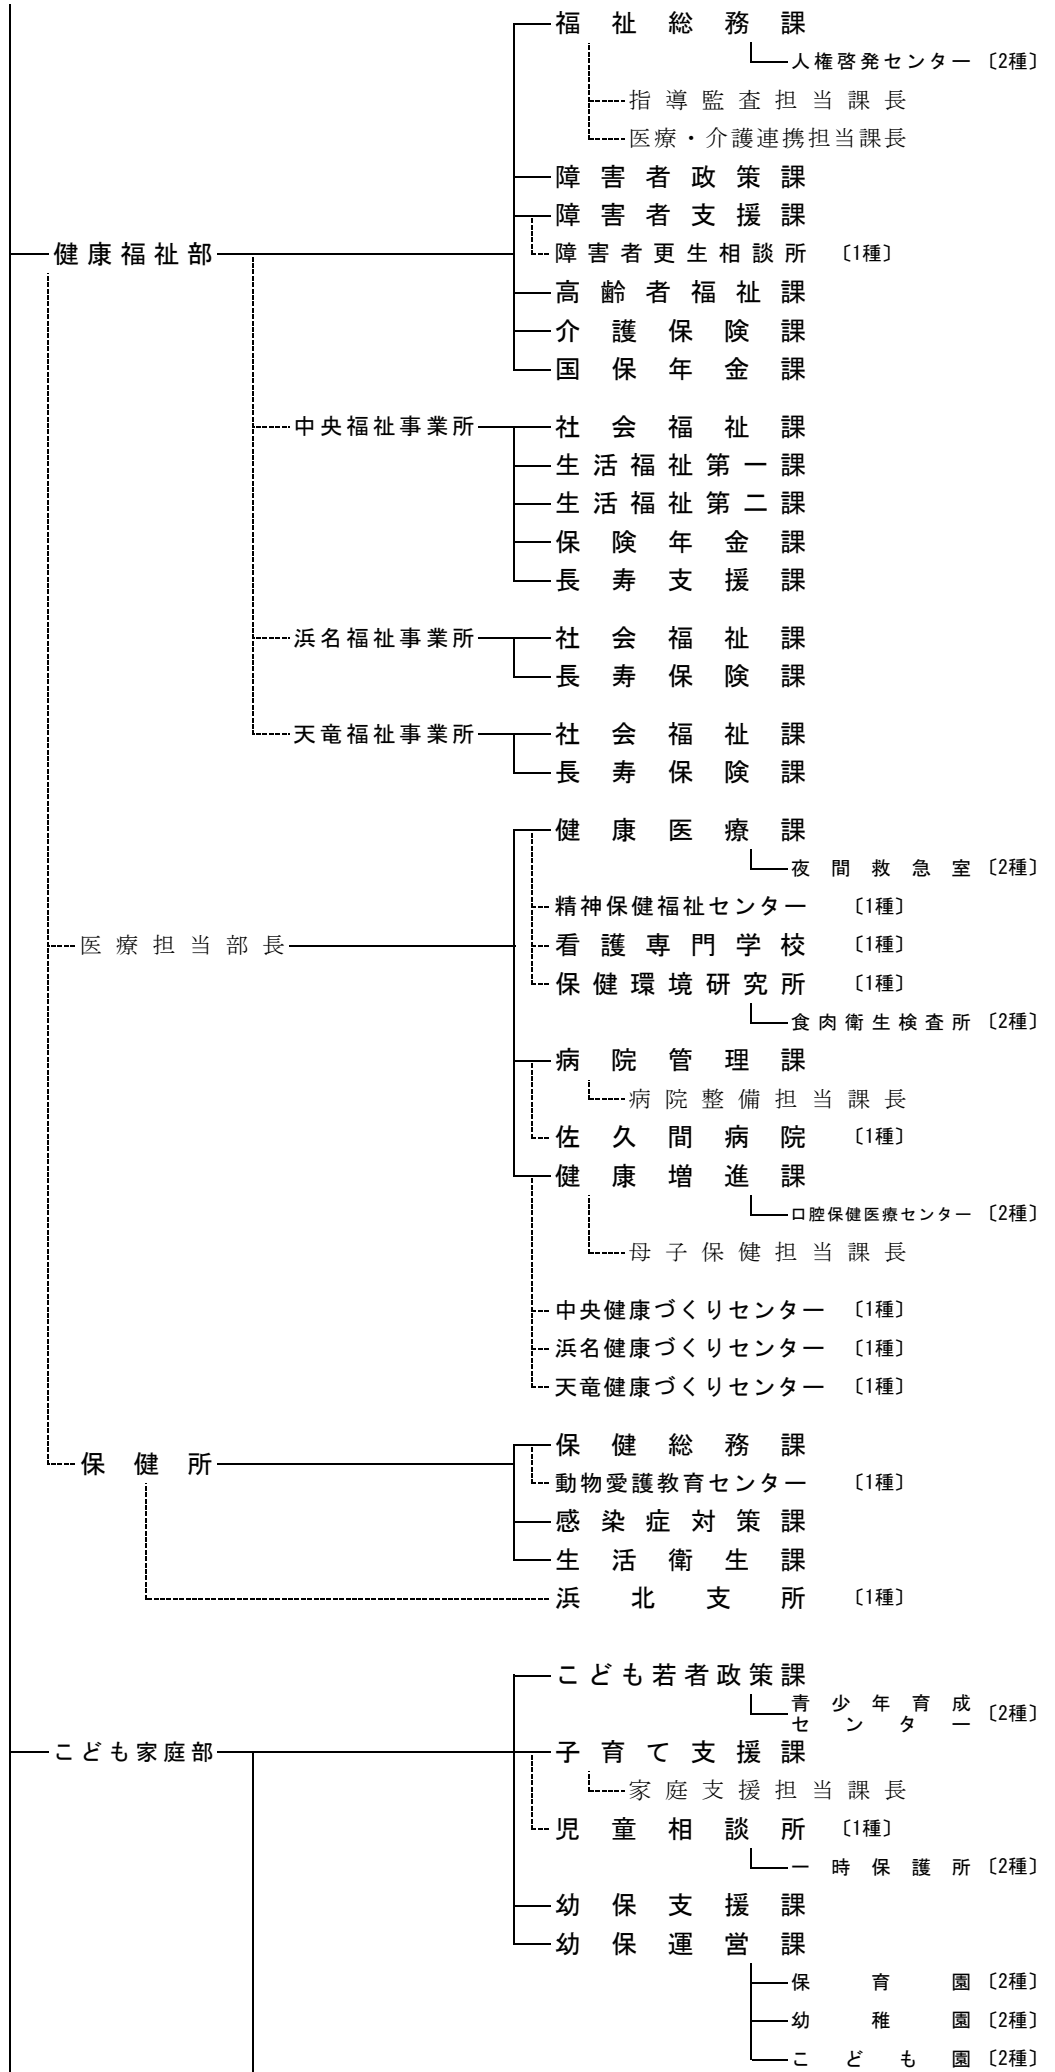 福祉総務課
人権啓発センター 〔2種〕
指導監査担当課長
医療・介護連携担当課長
障害者政策課
障害者支援課
健康福祉部
障害者更生相談所 〔1種〕
高齢者福祉課
介護保険課
国保年金課
中央福祉事業所 社会福祉課
生活福祉第一課
生活福祉第二課
保険年金課
長寿支援課
浜名福祉事業所 社会福祉課
長寿保険課
天竜福祉事業所 社会福祉課
長寿保険課
健康医療課
夜間救急室 〔2種〕
精神保健福祉センター 〔1種〕
医療担当部長 看護専門学校 〔1種〕
保健環境研究所 〔1種〕
食肉衛生検査所 〔2種〕
病院管理課
病院整備担当課長
佐久間病院 〔1種〕
健康増進課
口腔保健医療センター 〔2種〕
母子保健担当課長
中央健康づくりセンター 〔1種〕
浜名健康づくりセンター 〔1種〕
天竜健康づくりセンター 〔1種〕
保健総務課
保健所
動物愛護教育センター 〔1種〕
感染症対策課
生活衛生課
浜北支所 〔1種〕
こども若者政策課
青少年育成
センター 〔2種〕
こども家庭部 子育て支援課
家庭支援担当課長
児童相談所 〔1種〕
一時保護所 〔2種〕
幼保支援課
幼保運営課
保育園 〔2種〕
幼稚園 〔2種〕
こども園 〔2種〕